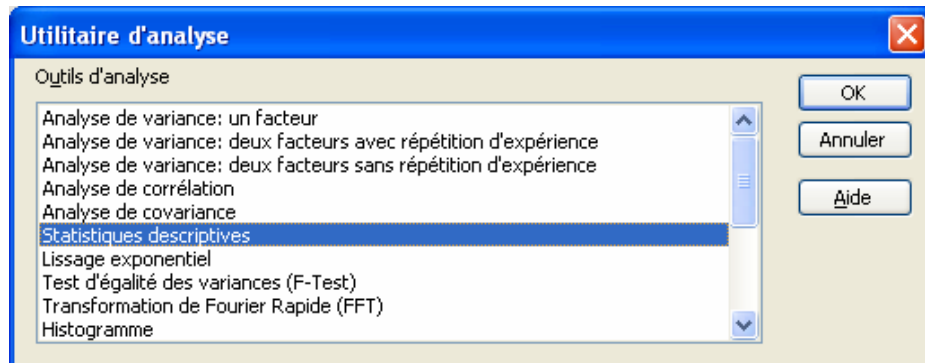 Utilitaire d'analyse
Outils d'analyse
Analyse de variance: un facteur
Analyse de variance: deux facteurs avec répétition d'expérience
Analyse de variance: deux facteurs sans répétition d'expérience
Analyse de corrélation
Analyse de covariance
Statistiques descriptives
Lissage exponentiel
Test d'égalité des variances (F-Test)
Transformation de Fourier Rapide (FFT)
Histogramme
OK
Annuler
Aide